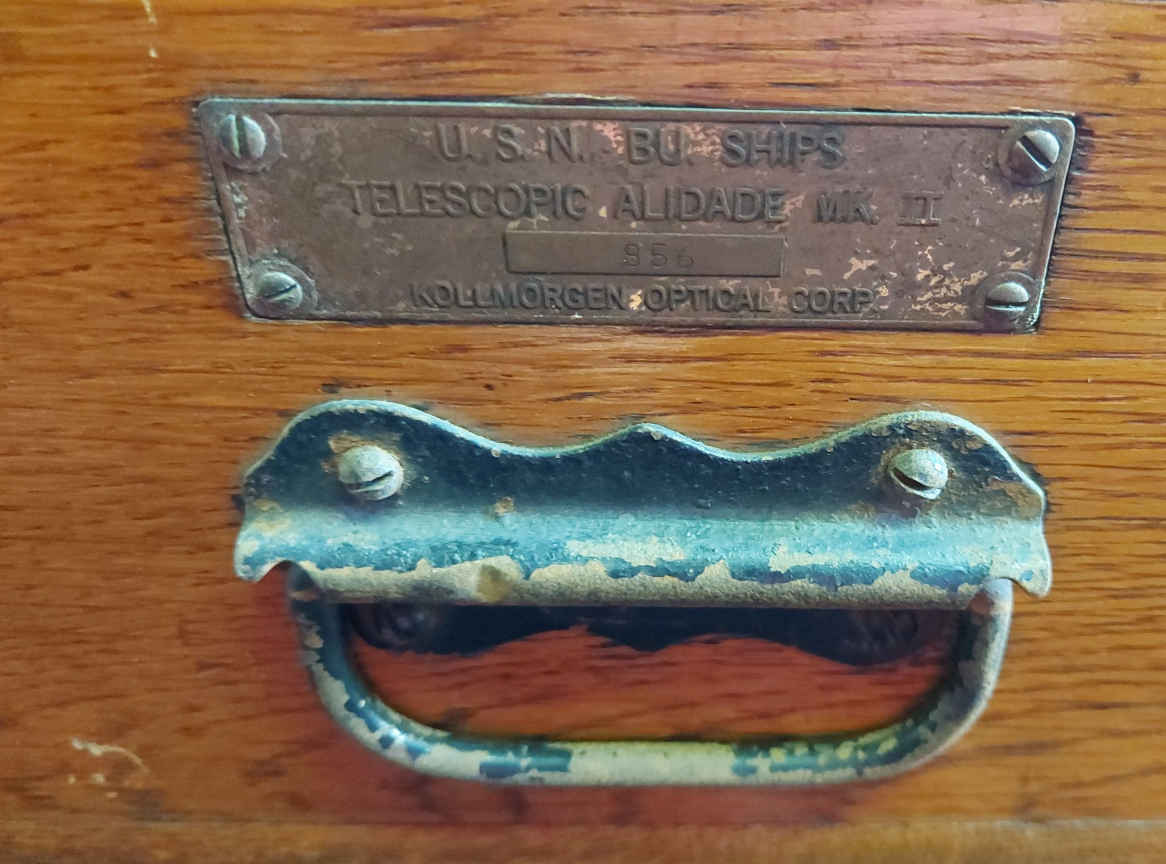 U. S. N. BU. SHIPS
TELESCOPIC ALIDADE MK. II
956
KOLLMORGEN OPTICAL CORP.